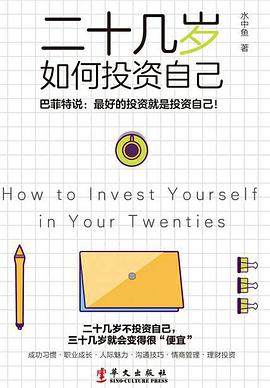 二十几岁
如何投资自己
水中鱼 著
巴菲特说：最好的投资就是投资自己！
How to Invest Yourself
in Your Twenties
二十几岁不投资自己，
三十几岁就会变得很“便宜”
成功习惯·职业成长·人际魅力·沟通技巧·情商管理·理财投资
华文出版社
SINO-CULTURE PRESS